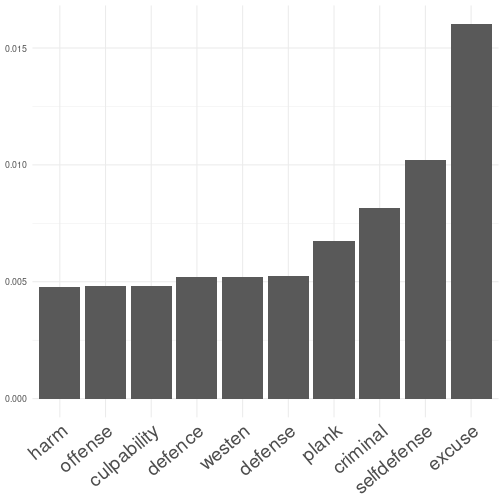 0.015
0.010
0.005
0.000
harm
offense
culpability
defence
westen
defense
plank
criminal
selfdefense
excuse